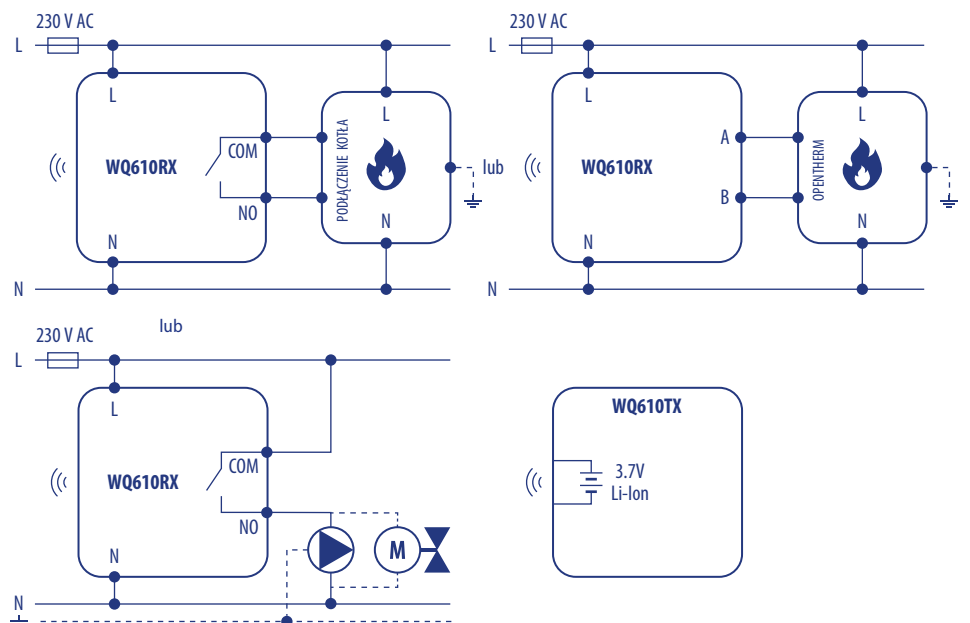 230 V AC
L
L
WQ610RX
COM
NO
N
PODŁĄCZENIE KOTŁA
L
N
N
lub
230 V AC
L
L
WQ610RX
A
B
N
OPENTHERM
L
N
N
lub
230 V AC
L
L
WQ610RX
COM
NO
N
M
N
WQ610TX
3.7V
Li-Ion